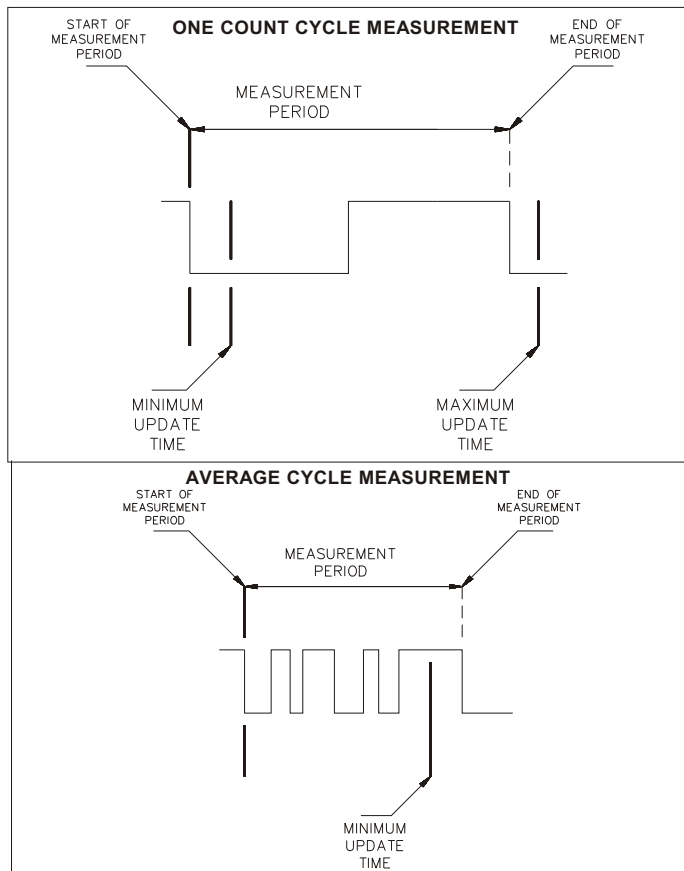 START OF
MEASUREMENT
PERIOD
ONE COUNT CYCLE MEASUREMENT
END OF
MEASUREMENT
PERIOD
MEASUREMENT
PERIOD
MINIMUM
UPDATE
TIME
MAXIMUM
UPDATE
TIME
AVERAGE CYCLE MEASUREMENT
START OF
MEASUREMENT
PERIOD
END OF
MEASUREMENT
PERIOD
MEASUREMENT
PERIOD
MINIMUM
UPDATE
TIME